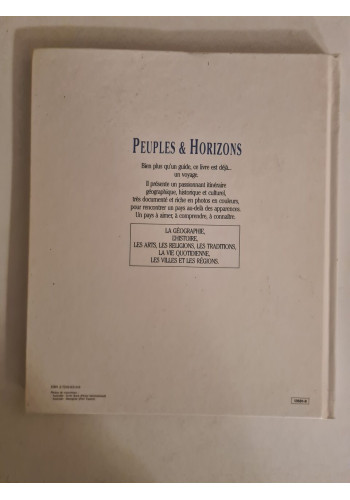 PEUPLES & HORIZONS
Bien plus qu'un guide, ce livre est déjà...
un voyage.
Il présente un passionnant itinéraire
géographique, historique et culturel,
très documenté et riche en photos en couleurs,
pour rencontrer un pays au-delà des apparences.
Un pays à aimer, à comprendre, à connaître.
LA GÉOGRAPHIE,
L'HISTOIRE,
LES ARTS, LES RELIGIONS, LES TRADITIONS,
LA VIE QUOTIDIENNE,
LES VILLES ET LES RÉGIONS.